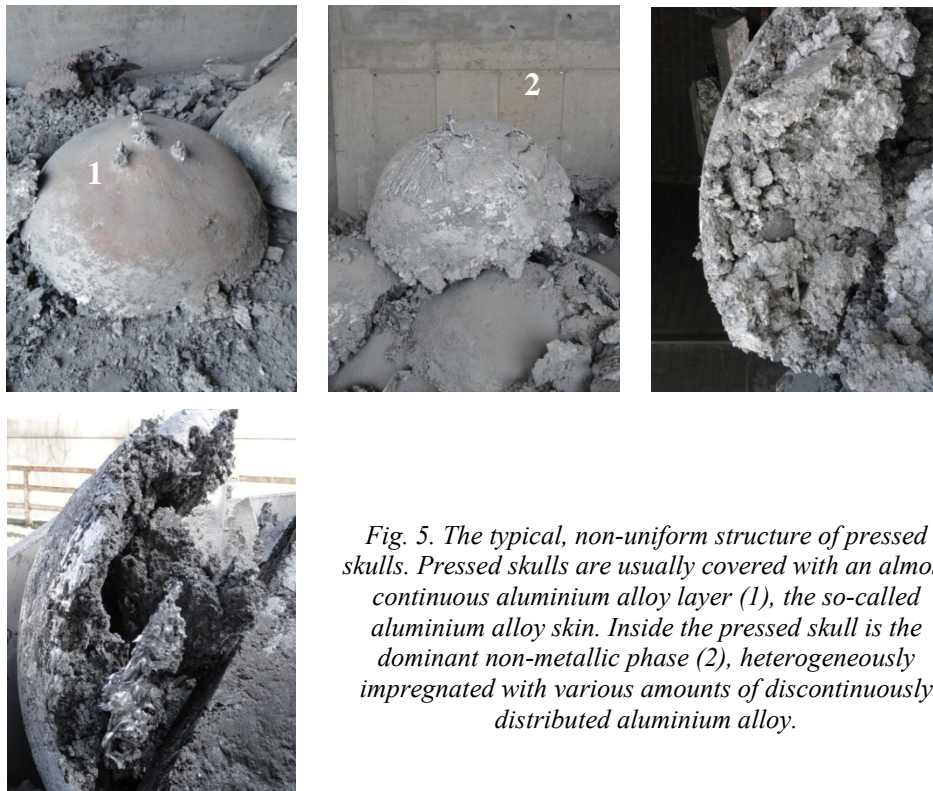 1
2
Fig. 5. The typical, non-uniform structure of pressed
skulls. Pressed skulls are usually covered with an
continuous aluminium alloy layer (1), the so-called
aluminium alloy skin. Inside the pressed skull is the
dominant non-metallic phase (2), heterogeneously
impregnated with various amounts of discontinuously
distributed aluminium alloy.